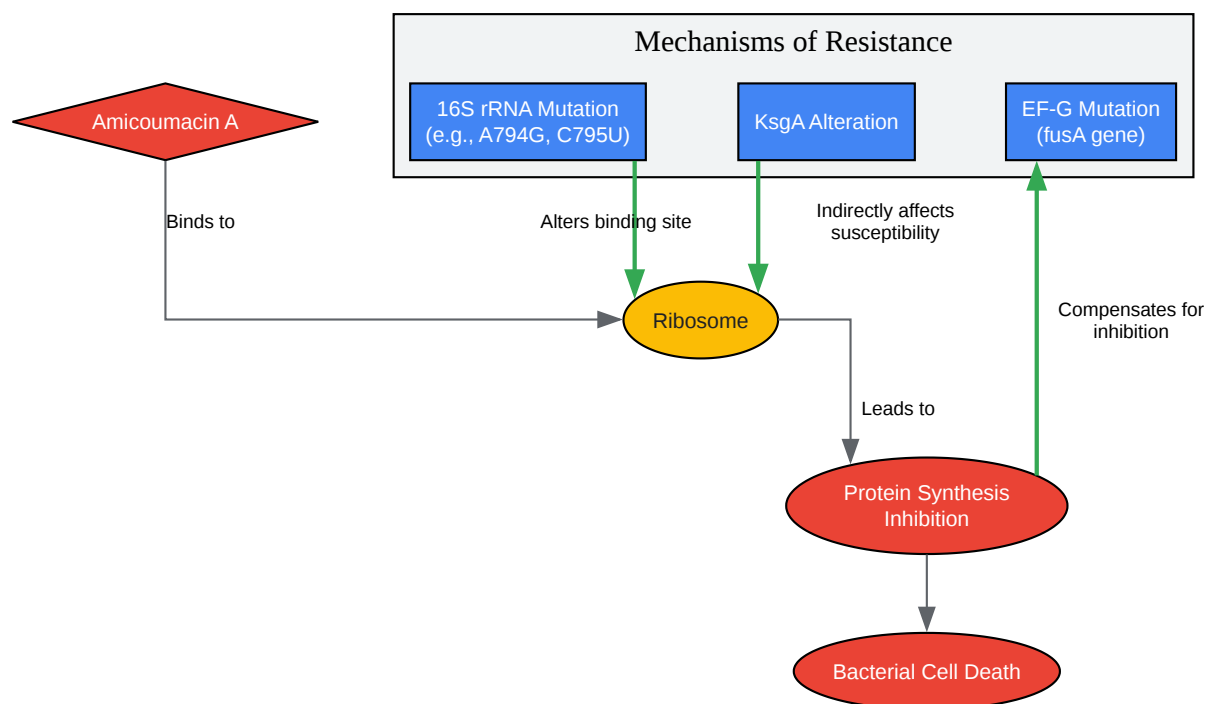 Mechanisms of Resistance
Amicoumacin A
16S rRNA Mutation
(e.g., A794G, C795U)
KsgA Alteration
EF-G Mutation
(fusA gene)
Binds to
Alters binding site
Indirectly affects
susceptibility
Ribosome
Compensates for
inhibition
Leads to
Protein Synthesis
Inhibition
Bacterial Cell Death